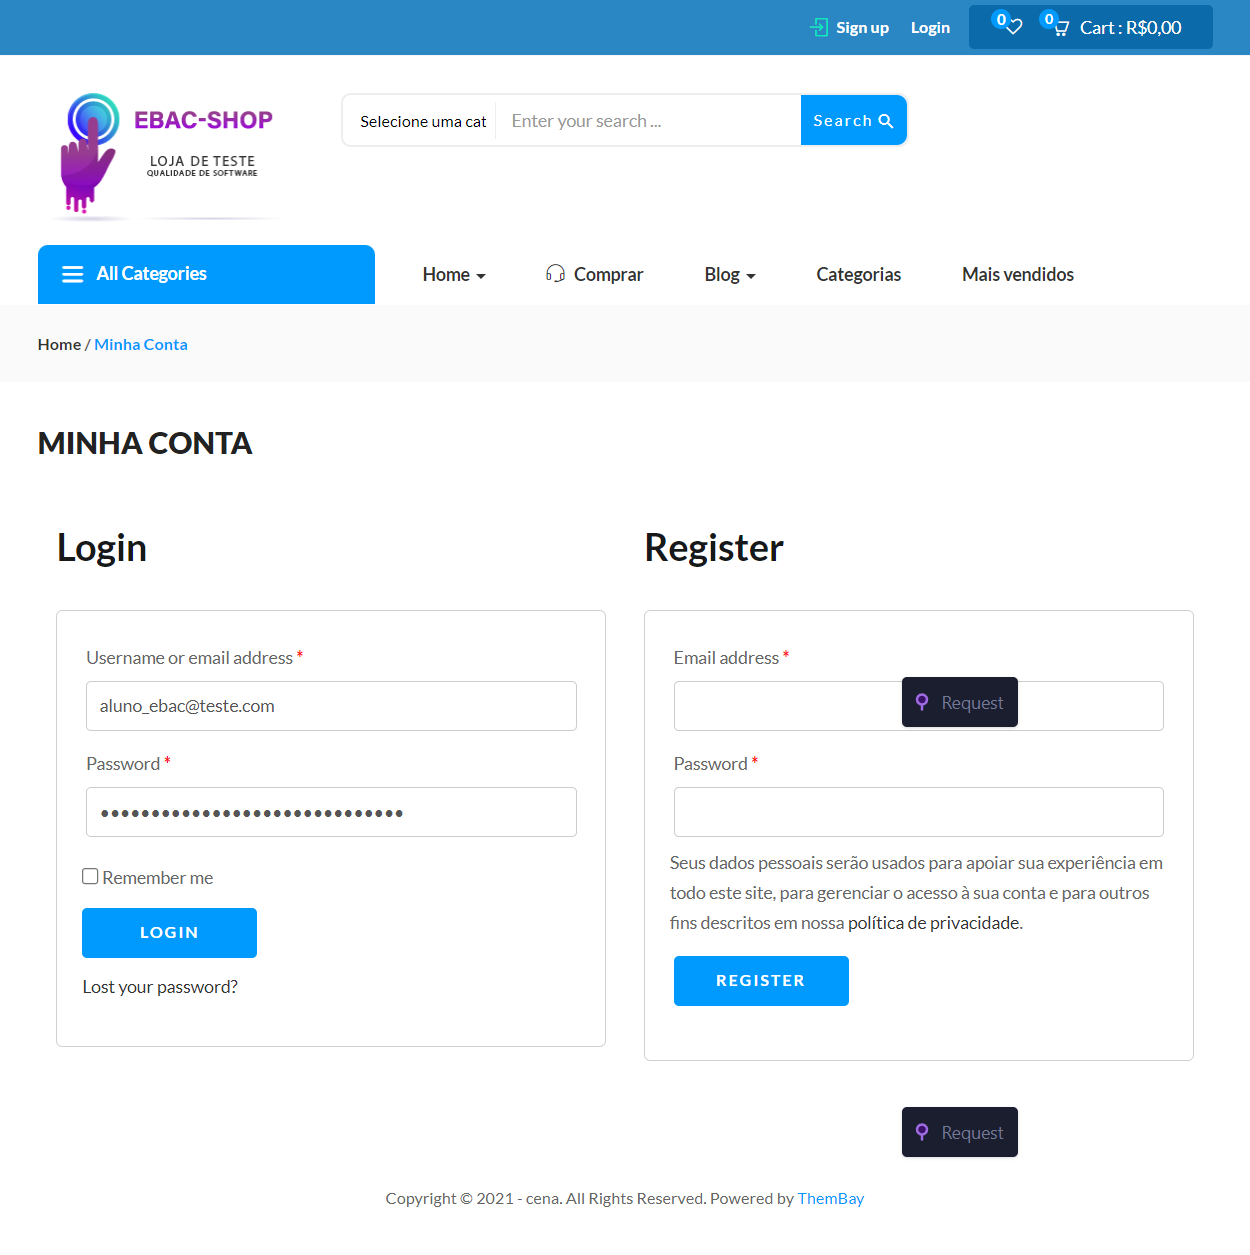 Sign up Login 0 0 Cart : R$0,00
EBAC-SHOP
LOJA DE TESTE
QUALIDADE DE SOFTWARE
Selecione uma cat Enter your search ... Search
All Categories Home Comprar Blog Categorias Mais vendidos
Home / Minha Conta
MINHA CONTA
Login
Username or email address *
aluno_ebac@teste.com
Password *
••••••••••••••••••••••••••••••
Remember me
LOGIN
Lost your password?
Register
Email address *
Request
Password *
Seus dados pessoais serão usados para apoiar sua experiência em
todo este site, para gerenciar o acesso à sua conta e para outros
fins descritos em nossa política de privacidade.
REGISTER
Request
Copyright © 2021 - cena. All Rights Reserved. Powered by ThemBay